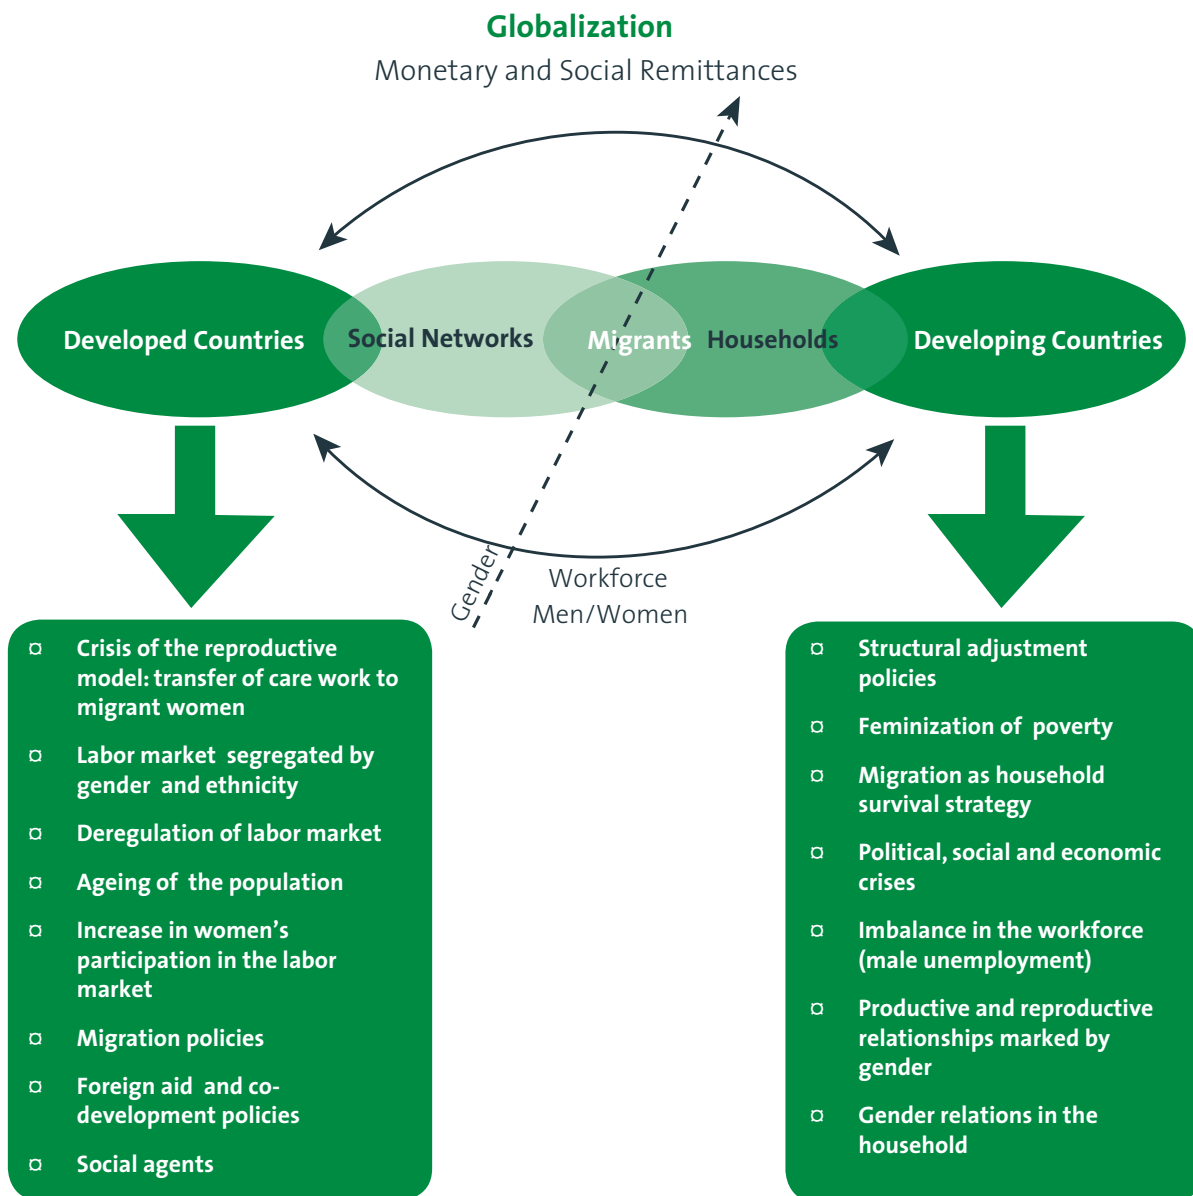 Globalization
Monetary and Social Remittances
Developed Countries
Social Networks
Migrants
Households
Developing Countries
Gender
Workforce
Men/Women
¤ Crisis of the reproductive
model: transfer of care work to
migrant women
¤ Labor market segregated by
gender and ethnicity
¤ Deregulation of labor market
¤ Ageing of the population
¤ Increase in women’s
participation in the labor
market
¤ Migration policies
¤ Foreign aid and co-
development policies
¤ Social agents
¤ Structural adjustment
policies
¤ Feminization of poverty
¤ Migration as household
survival strategy
¤ Political, social and economic
crises
¤ Imbalance in the workforce
(male unemployment)
¤ Productive and reproductive
relationships marked by
gender
¤ Gender relations in the
household